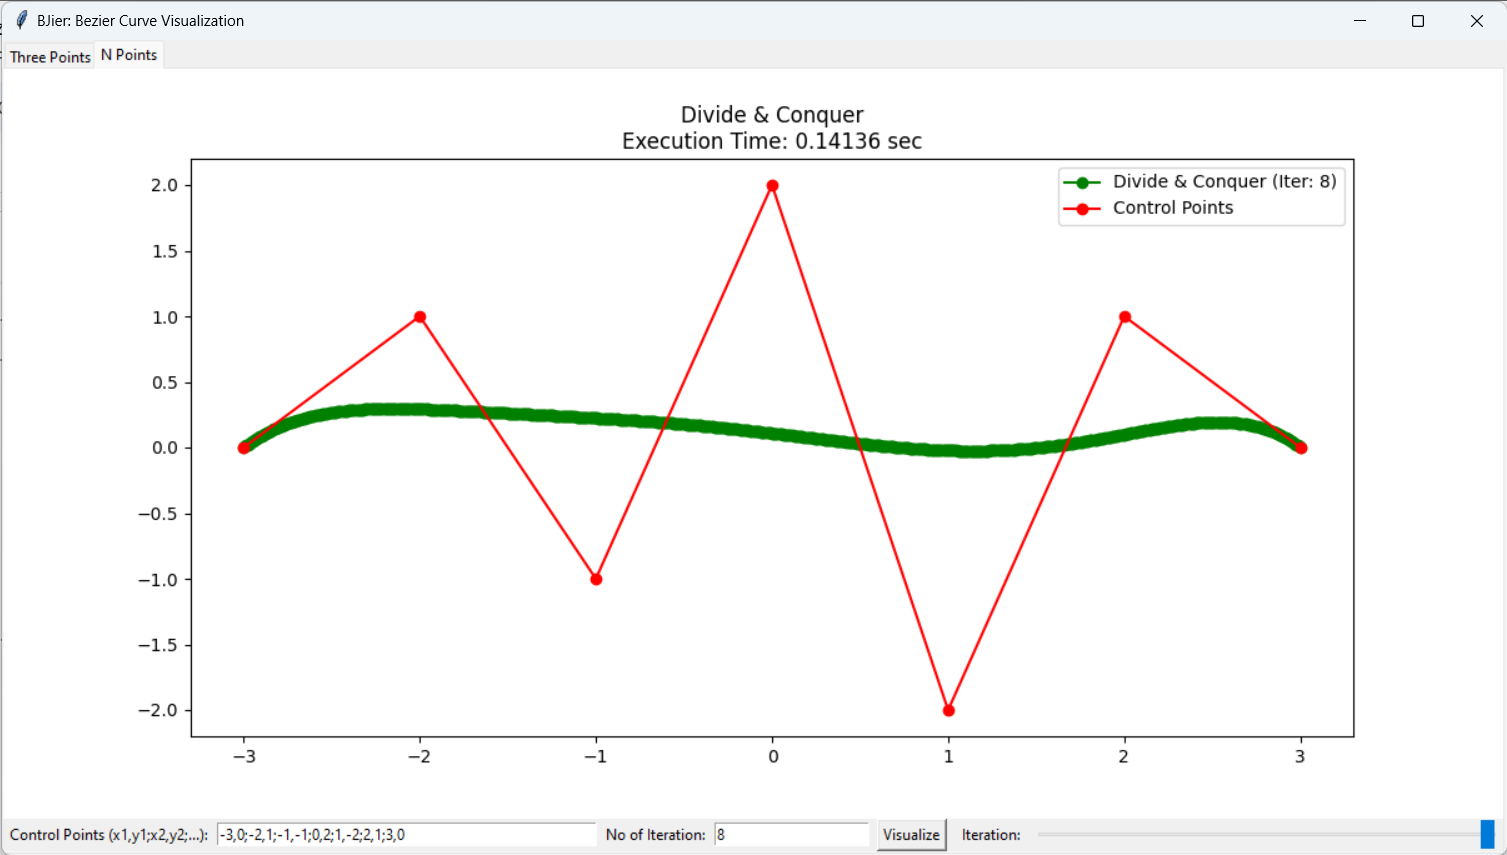 BJier: Bezier Curve Visualization
Three Points
N Points
Divide & Conquer
Execution Time: 0.14136 sec
Divide & Conquer (Iter: 8)
Control Points
2.0
1.5
1.0
0.5
0.0
−0.5
−1.0
−1.5
−2.0
−3
−2
−1
0
1
2
3
Control Points (x1,y1;x2,y2;...): -3,0;-2,1;-1,-1;0,2;1,-2;2,1;3,0 No of Iteration: 8 Visualize Iteration: